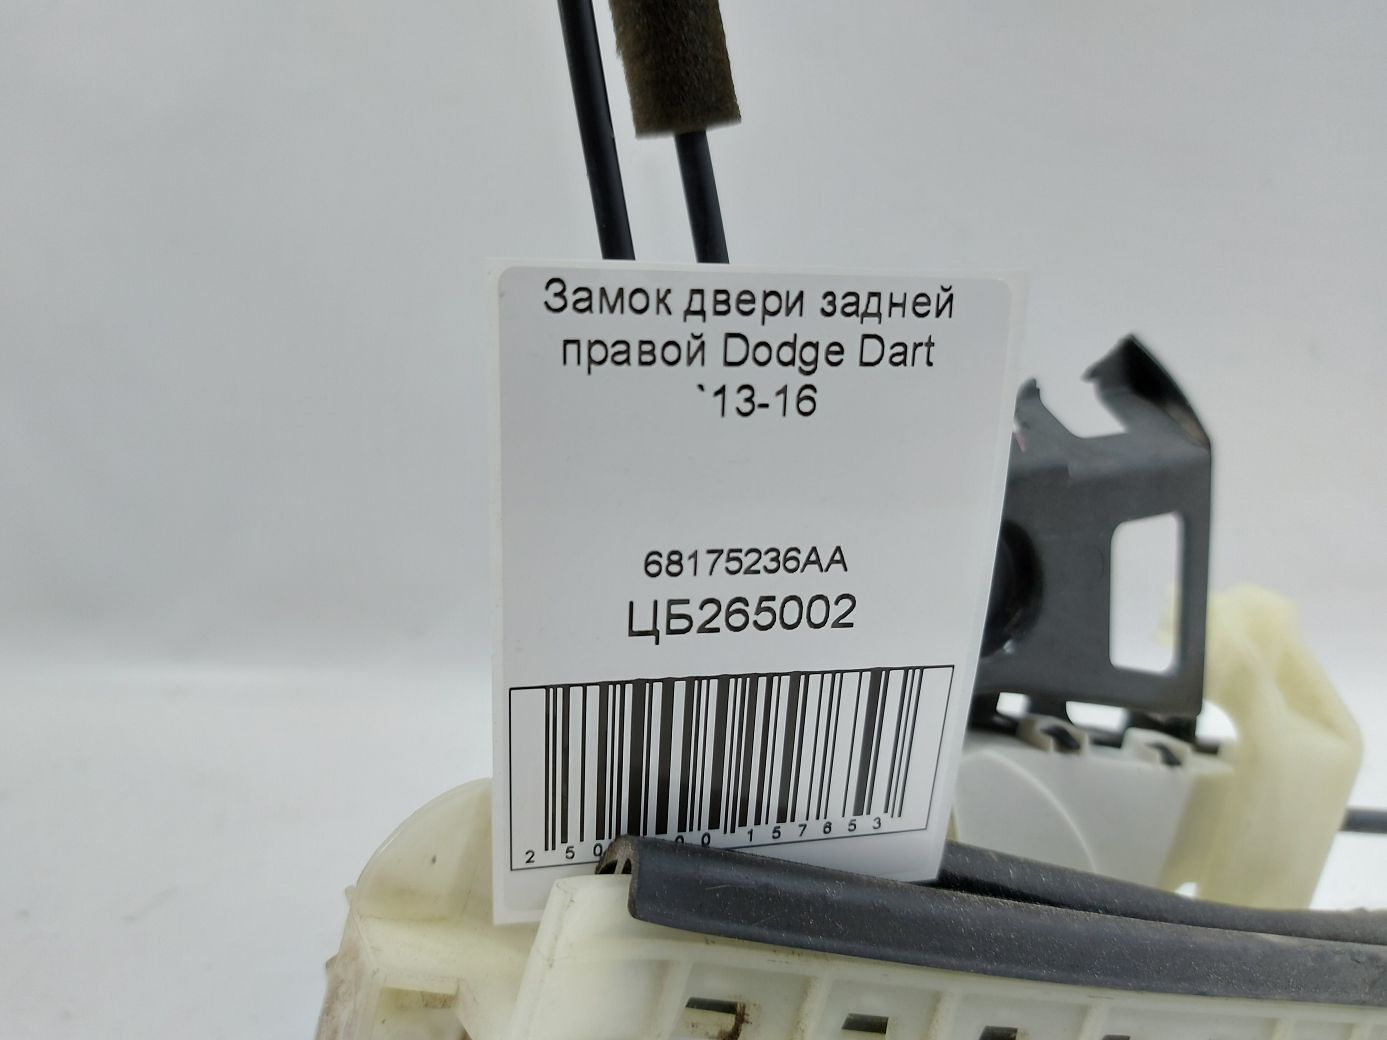 Замок двери задней
правой Dodge Dart
`13-16
68175236AA
ЦБ265002